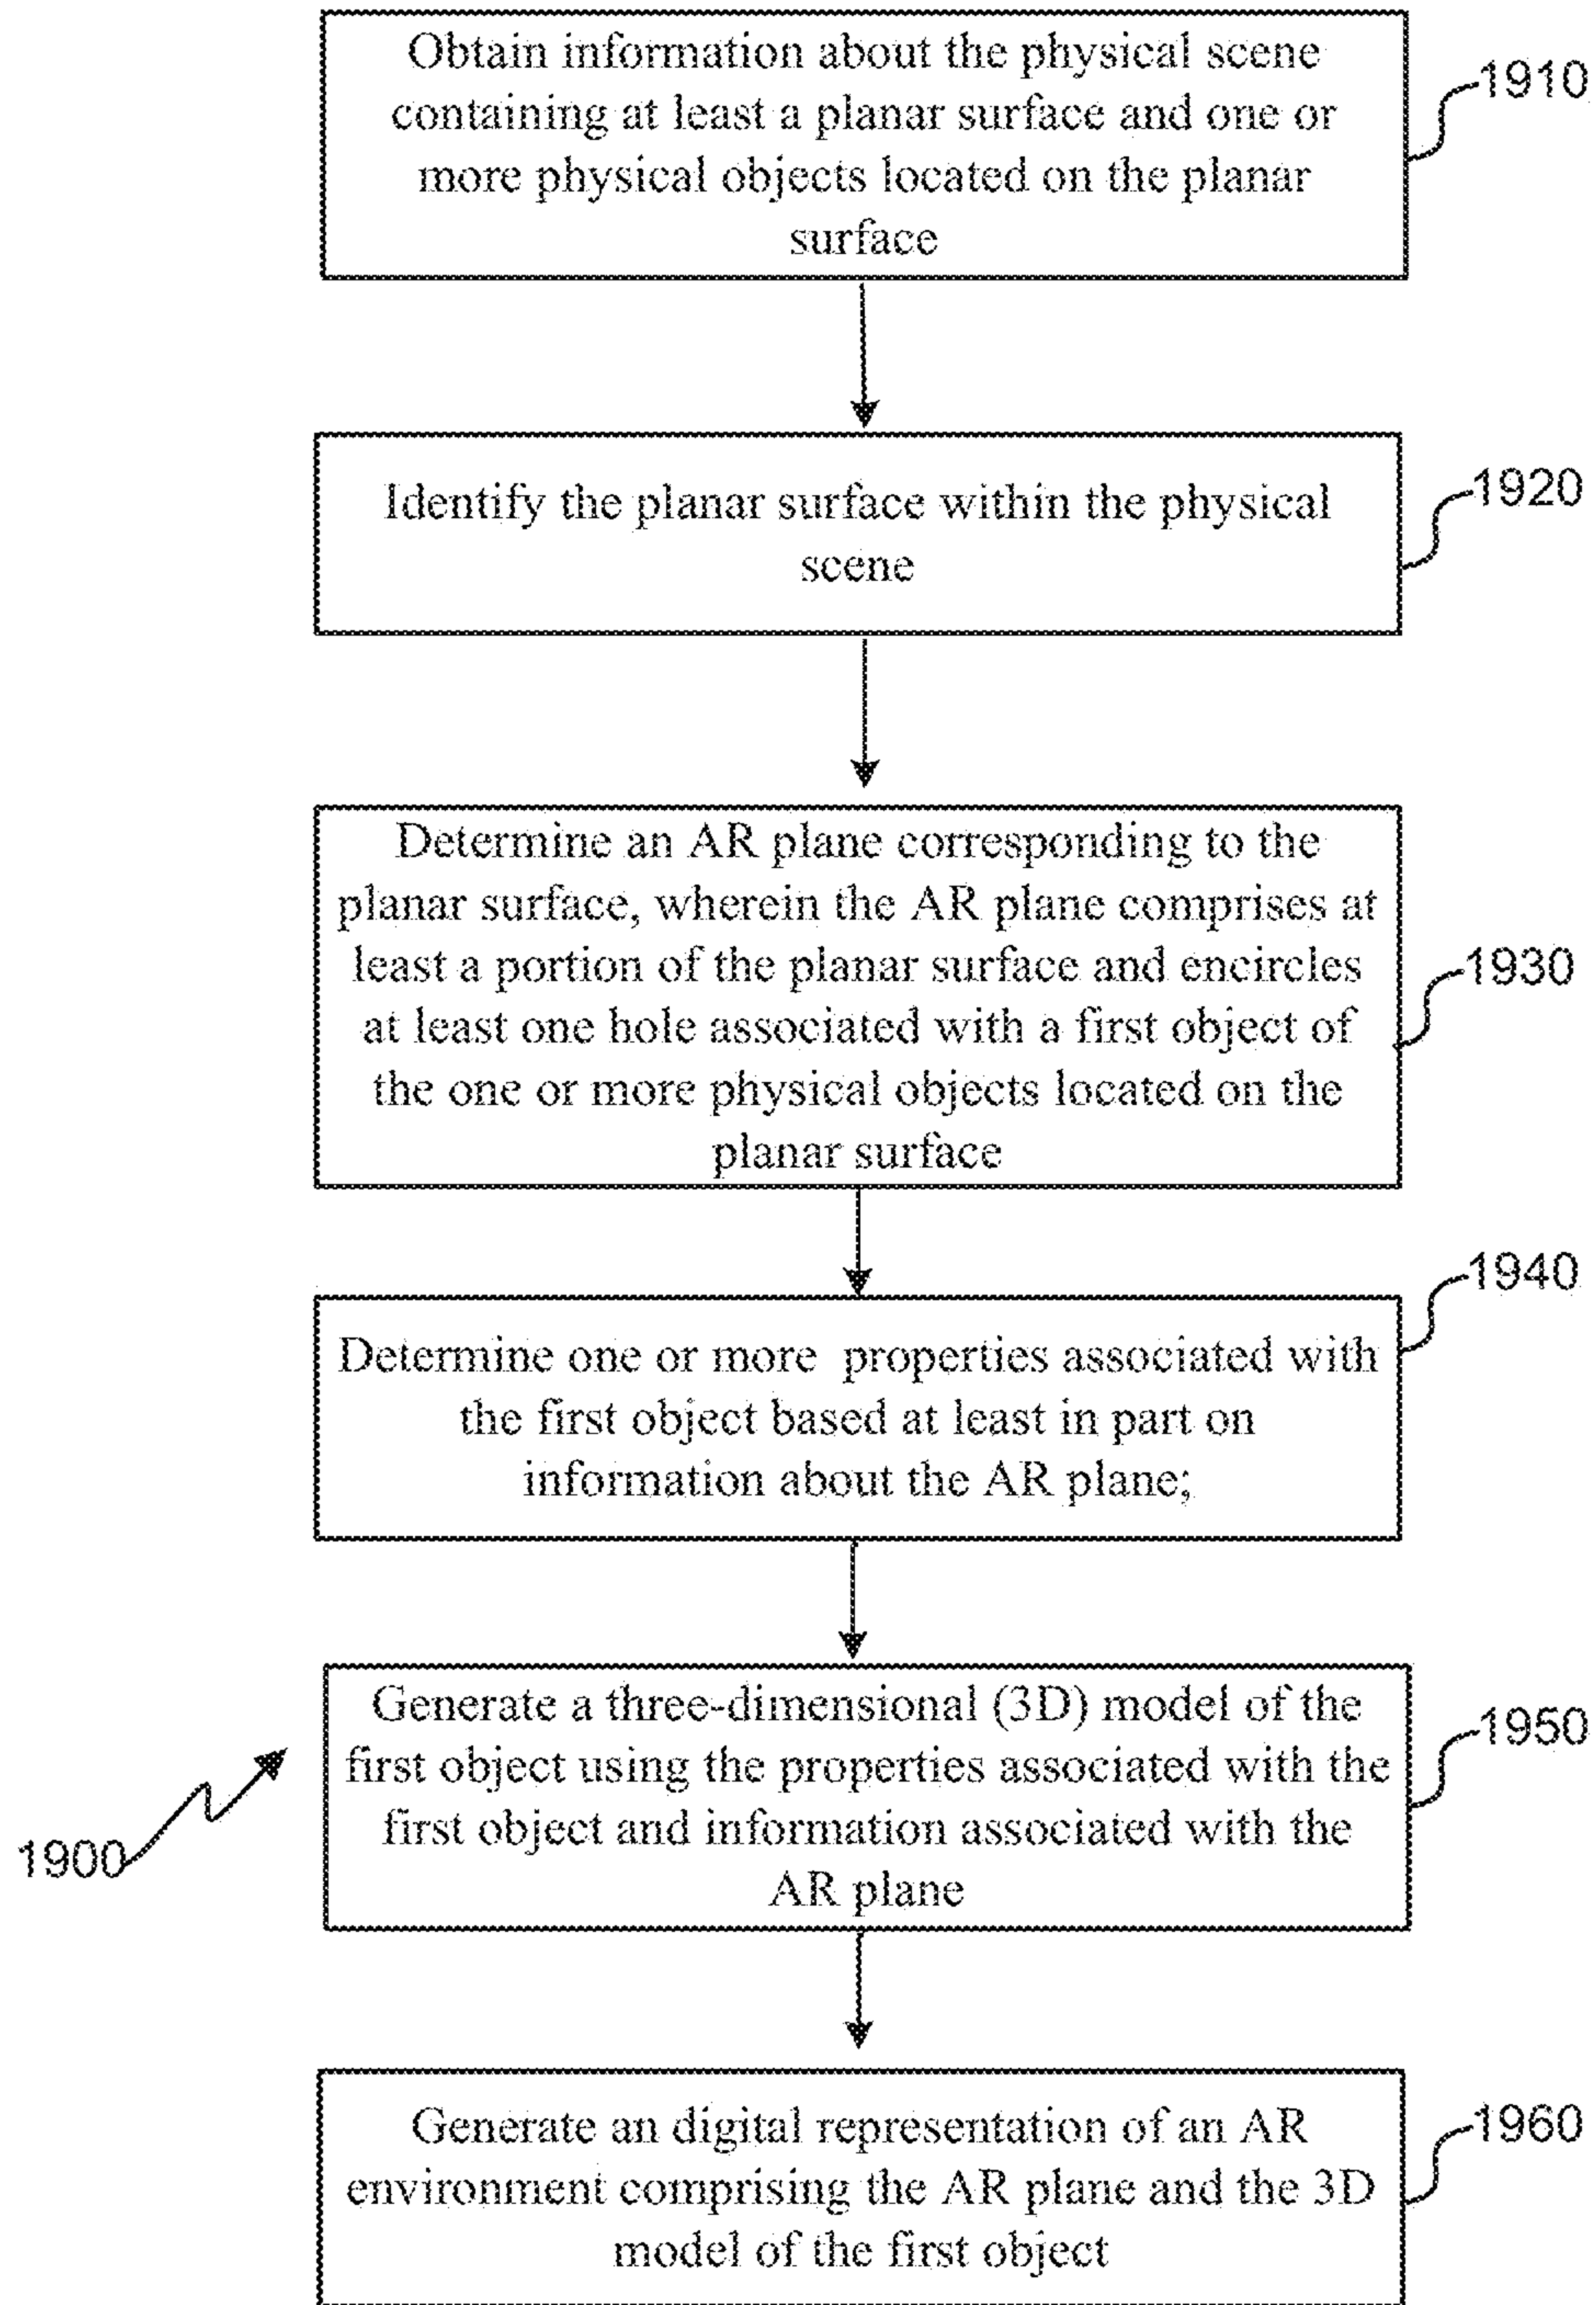 Obtain information about the physical scene
containing at least a planar surface and one or
more physical objects located on the planar
surface
1910
Identify the planar surface within the physical
scene
1920
Determine an AR plane corresponding to the
planar surface, wherein the AR plane comprises at
least a portion of the planar surface and encircles
at least one hole associated with a first object of
the one or more physical objects located on the
planar surface
1930
Determine one or more properties associated with
the first object based at least in part on
information about the AR plane;
1940
Generate a three-dimensional (3D) model of the
first object using the properties associated with the
first object and information associated with the
AR plane
1950
1900
Generate an digital representation of an AR
environment comprising the AR plane and the 3D
model of the first object
1960